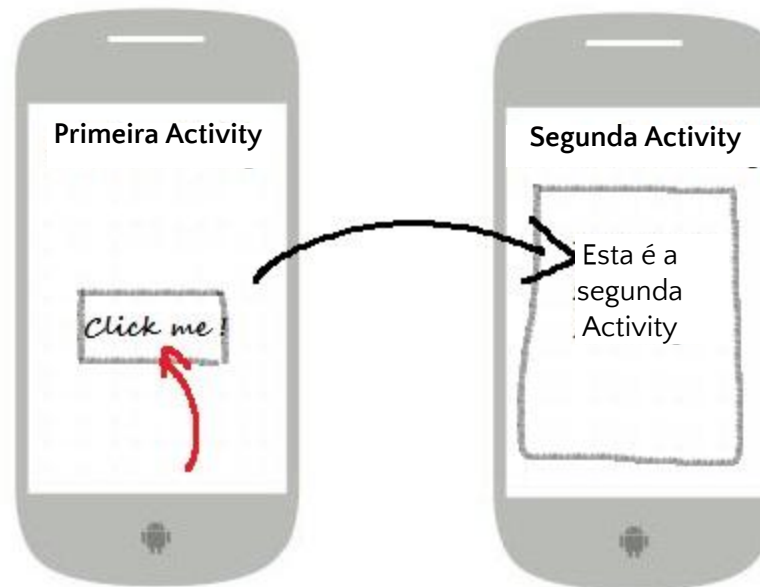 Primeira Activity
Click me !
Segunda Activity
Esta é a
segunda
Activity